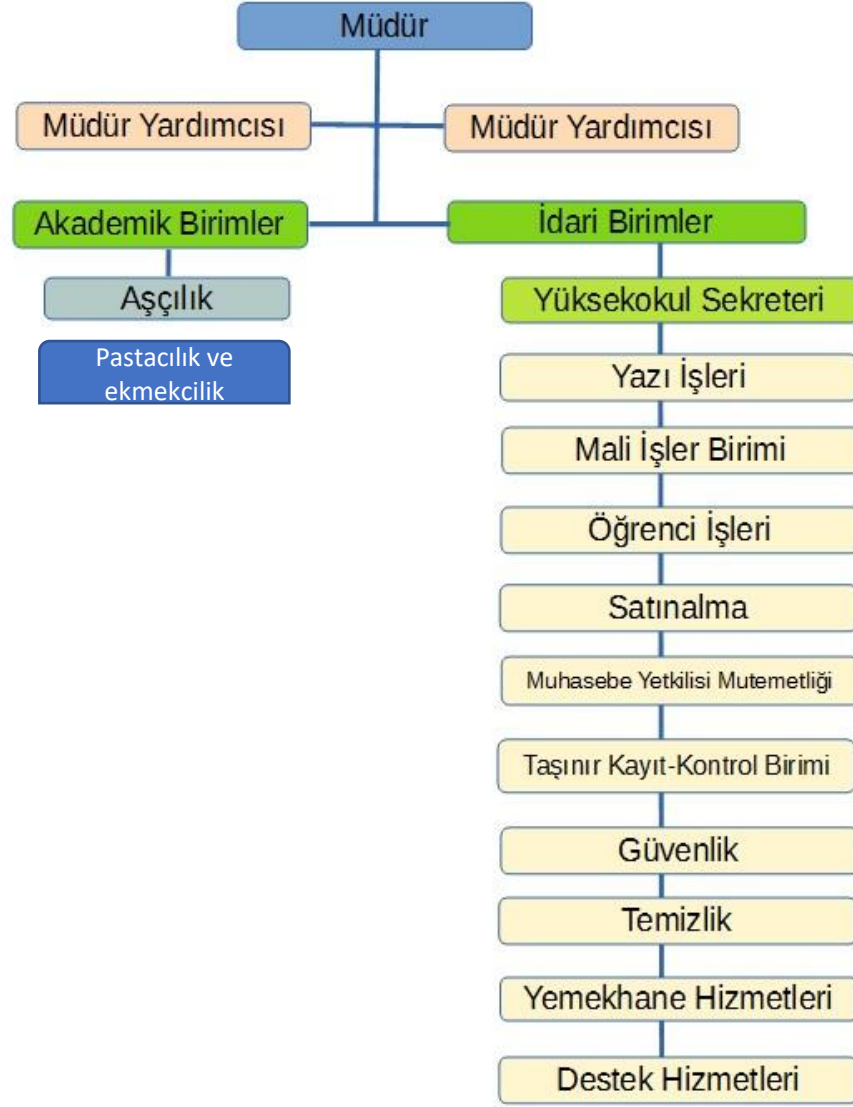 Müdür
Müdür Yardımcısı
Müdür Yardımcısı
Akademik Birimler
İdari Birimler
Aşçılık
Yüksekokul Sekreteri
Pastacılık ve
ekmekcilik
Yazı İşleri
Mali İşler Birimi
Öğrenci İşleri
Satınalma
Muhasebe Yetkilisi Mutemetliği
Taşınır Kayıt-Kontrol Birimi
Güvenlik
Temizlik
Yemekhane Hizmetleri
Destek Hizmetleri